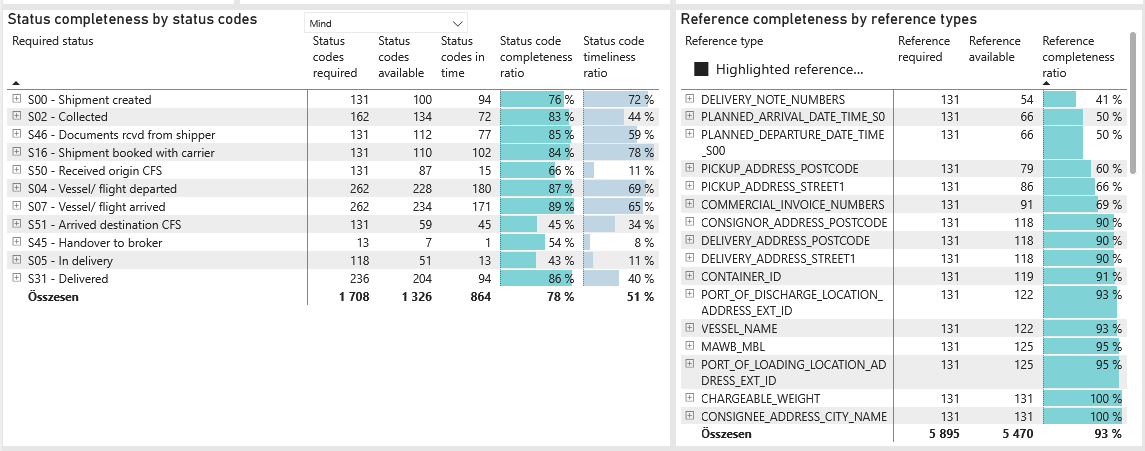 Status completeness by status codes
Mind
Required status
Status codes required
Status codes available
Status codes in time
Status code completeness ratio
Status code timeliness ratio
S00 - Shipment created 131 100 94 76 % 72 %
S02 - Collected 162 134 72 83 % 44 %
S46 - Documents rcvd from shipper 131 112 77 85 % 59 %
S16 - Shipment booked with carrier 131 110 102 84 % 78 %
S50 - Received origin CFS 131 87 15 66 % 11 %
S04 - Vessel/ flight departed 262 228 180 87 % 69 %
S07 - Vessel/ flight arrived 262 234 171 89 % 65 %
S51 - Arrived destination CFS 131 59 45 45 % 34 %
S45 - Handover to broker 13 7 1 54 % 8 %
S05 - In delivery 118 51 13 43 % 11 %
S31 - Delivered 236 204 94 86 % 40 %
Összesen 1 708 1 326 864 78 % 51 %
Reference completeness by reference types
Reference type
Reference required
Reference available
Reference completeness ratio
Highlighted reference...
DELIVERY_NOTE_NUMBERS 131 54 41 %
PLANNED_ARRIVAL_DATE_TIME_S0 131 66 50 %
PLANNED_DEPARTURE_DATE_TIME 131 66 50 %
_S00
PICKUP_ADDRESS_POSTCODE 131 79 60 %
PICKUP_ADDRESS_STREET1 131 86 66 %
COMMERCIAL_INVOICE_NUMBERS 131 91 69 %
CONSIGNOR_ADDRESS_POSTCODE 131 118 90 %
DELIVERY_ADDRESS_POSTCODE 131 118 90 %
DELIVERY_ADDRESS_STREET1 131 118 90 %
CONTAINER_ID 131 119 91 %
PORT_OF_DISCHARGE_LOCATION_ 131 122 93 %
ADDRESS_EXT_ID
VESSEL_NAME 131 122 93 %
MAWB_MBL 131 125 95 %
PORT_OF_LOADING_LOCATION_AD 131 125 95 %
DRESS_EXT_ID
CHARGEABLE_WEIGHT 131 131 100 %
CONSIGNEE_ADDRESS_CITY_NAME 131 131 100 %
Összesen 5 895 5 470 93 %